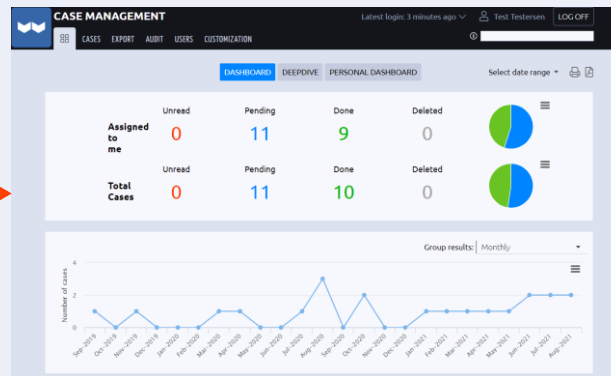 CASE MANAGEMENT
Latest login: 3 minutes ago
Test Testersen
LOG OFF
CASES EXPORT AUDIT USERS CUSTOMIZATION
DASHBOARD DEEPDIVE PERSONAL DASHBOARD
Select date range
Unread Pending Done Deleted
Assigned
to
me
0 11 9 0
Unread Pending Done Deleted
Total
Cases
0 11 10 0
Group results: Monthly
Number of cases
4
2
0
Sep-2019 Oct-2019 Nov-2019 Dec-2019 Jan-2020 Feb-2020 Mar-2020 Apr-2020 May-2020 Jun-2020 Jul-2020 Aug-2020 Sep-2020 Oct-2020 Nov-2020 Dec-2020 Jan-2021 Feb-2021 Mar-2021 Apr-2021 May-2021 Jun-2021 Jul-2021 Aug-2021